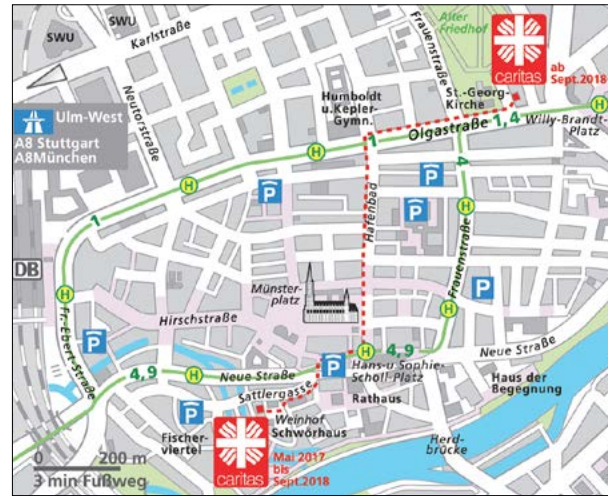 SWU
SWU
Karlstraße
Neutorstraße
Frauenstraße
Alter
Friedhof
caritas
ab
Sept.2018
Humboldt
u.Kepler-
Gymn.
St.-Georg-
Kirche
H
Ulm-West
A8 Stuttgart
A8München
1
Olgastraße
1,4
Willy-Brandt-
Platz
H
4
H
P
P
H
1
Hafenbad
DB
H
Münster-
platz
Frauenstraße
P
Hirschstraße
H
Fr.-Ebert-Straße
P
P
H
4,9
Neue Straße
4,9
H
Neue Straße
Hans-u Sophie-
Scholl-Platz
Sattlergasse
Rathaus
Haus der
Begegnung
P
Weinhof
Schwörhaus
P
Fischer-
viertel
caritas
Mai 2017
bis
Sept.2018
Herd-
brücke
0 200 m
3 min Fußweg